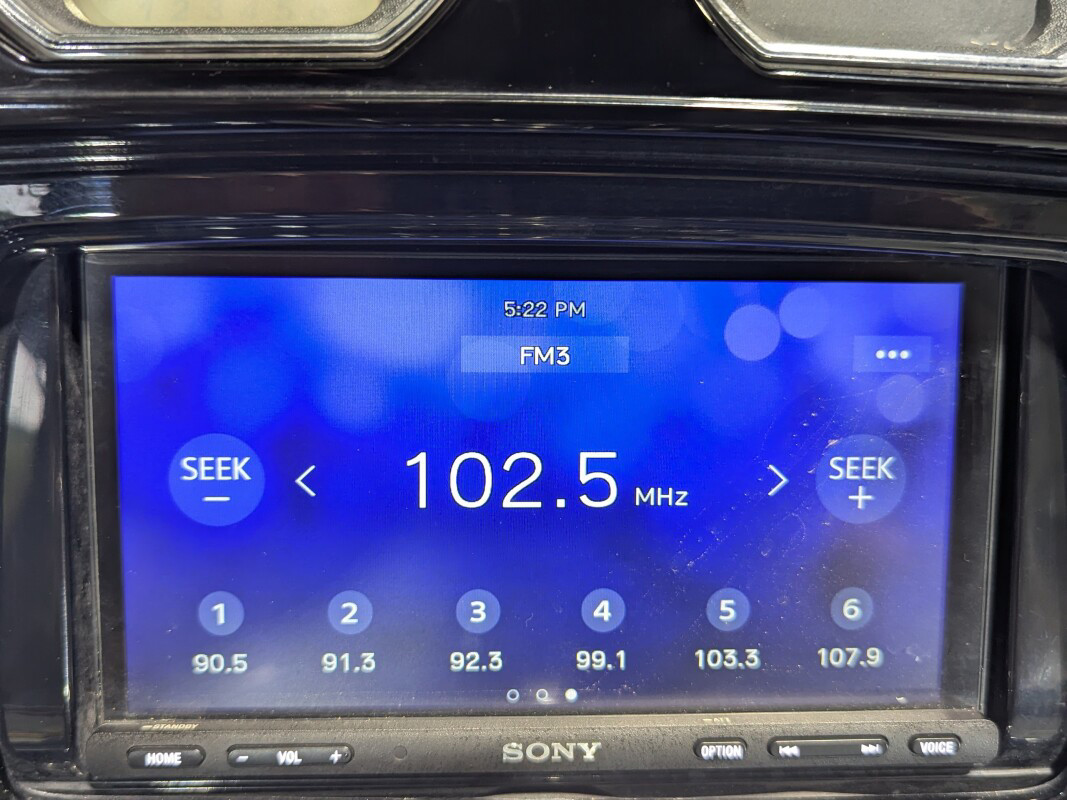 5:22 PM
FM3
•••
SEEK
−
<
102.5 MHz
>
SEEK
+
1 2 3 4 5 6
90.5 91.3 92.3 99.1 103.3 107.9
STANDBY
HOME − VOL + SONY OPTION VOICE